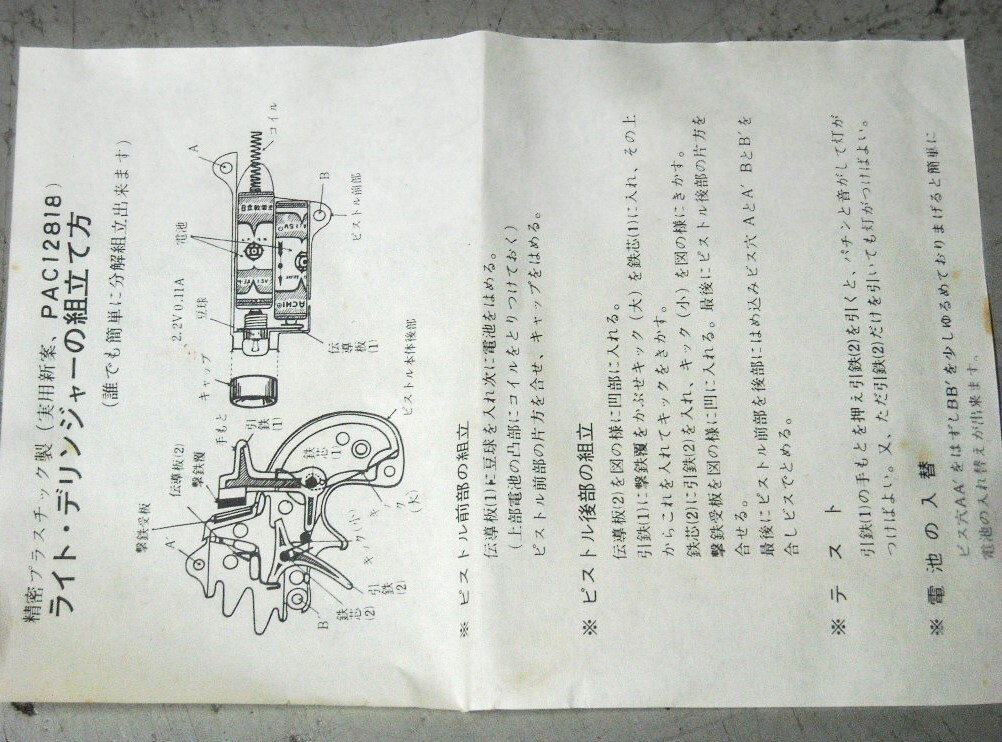 精密プラスチック製（実用新案、PAC12818）
ライト・デリンジャーの組立て方
（誰でも簡単に分解組立出来ます）
撃鉄受板
A´
伝導板(2)
撃鉄覆
手もと
引鉄(1)
キャップ
2.2V 0.11A
豆球
電池
A
コイル
鉄芯(1)
キック(大)
キック(小)
引鉄(2)
鉄芯(2)
B´
ピストル本体後部
伝導板(1)
B
ピストル前部
※ ピストル前部の組立
伝導板(1)に豆球を入れ次に電池をはめる。
（上部電池の凸部にコイルをとりつけておく）
ピストル前部の片方を合せ、キャップをはめる。
※ ピストル後部の組立
伝導板(2)を図の様に凹部に入れる。
引鉄(1)に撃鉄覆をかぶせキック(大)を鉄芯(1)に入れ、その上
からこれを入れてキックをきかす。
鉄芯(2)に引鉄(2)を入れ、キック(小)を図の様にきかす。
撃鉄受板を図の様に凹に入れる。最後にピストル後部の片方を
合せる。
最後にピストル前部を後部にはめ込みビス穴 AとA´ BとB´を
合しビスでとめる。
※ テスト
引鉄(1)の手もとを押え引鉄(2)を引くと、パチンと音がして灯が
つけばよい。又、ただ引鉄(2)だけを引いても灯がつけばよい。
※ 電池の入替
ビス穴AA´をはずしBB´を少しゆるめておりまげると簡単に
電池の入れ替えが出来ます。